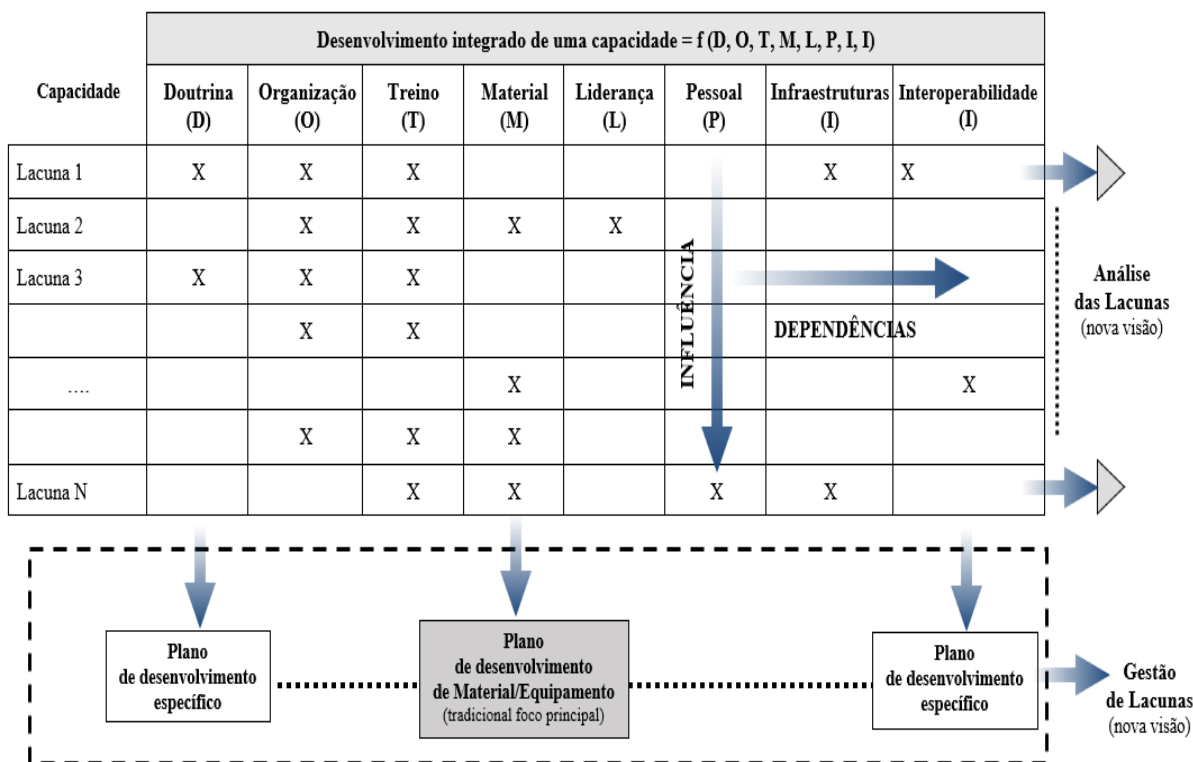 Desenvolvimento integrado de uma capacidade = f (D, O, T, M, L, P, I, I)
Capacidade
Doutrina
(D)
Organização
(O)
Treino
(T)
Material
(M)
Liderança
(L)
Pessoal
(P)
Infraestruturas
(I)
Interoperabilidade
(I)
Lacuna 1 X X X X X
Lacuna 2 X X X X
Lacuna 3 X X X
X X
.... X X
X X X
Lacuna N X X X X
INFLUÊNCIA
DEPENDÊNCIAS
Análise
das Lacunas
(nova visão)
Plano
de desenvolvimento
específico
Plano
de desenvolvimento
de Material/Equipamento
(tradicional foco principal)
Plano
de desenvolvimento
específico
Gestão
de Lacunas
(nova visão)